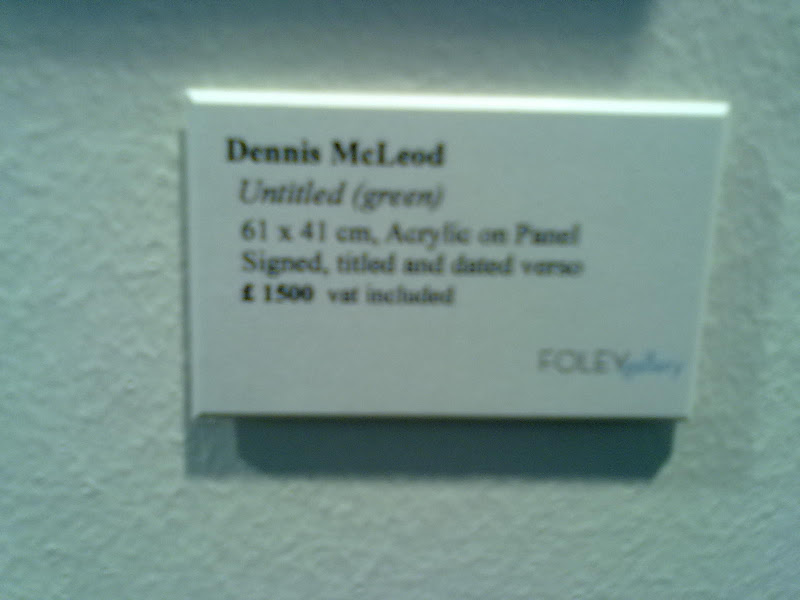 Dennis McLeod
Untitled (green)
61 x 41 cm, Acrylic on Panel
Signed, titled and dated verso
£ 1500 vat included
FOLEYgallery